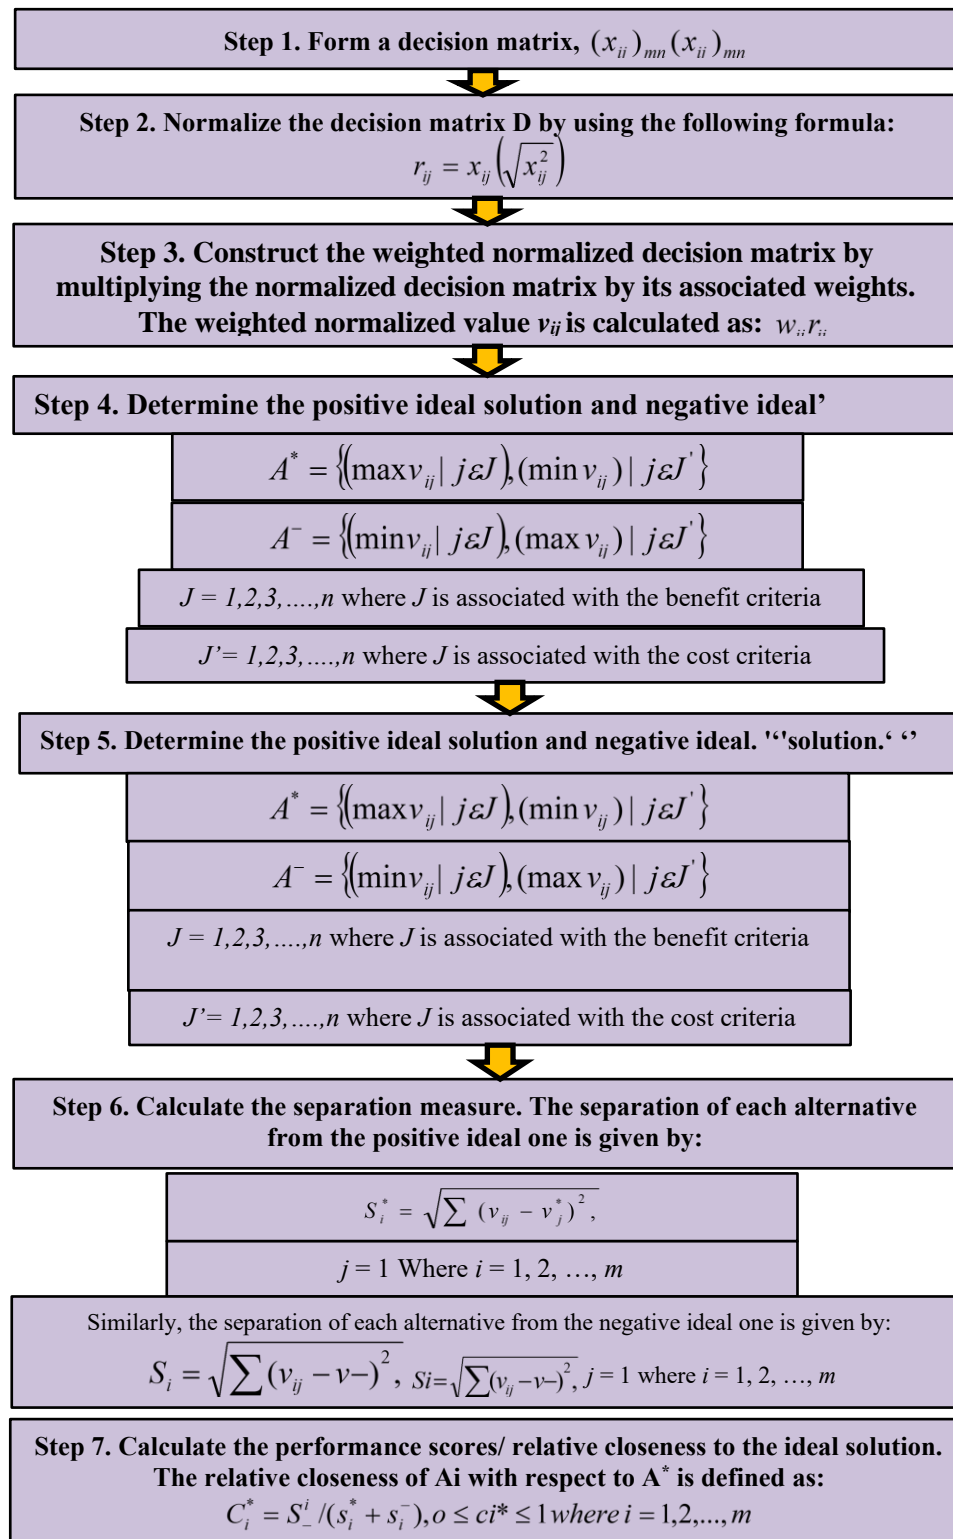 Step 1. Form a decision matrix, (x_ii)_mn (x_ii)_mn
Step 2. Normalize the decision matrix D by using the following formula:
r_ij = x_ij(√x_ij^2)
Step 3. Construct the weighted normalized decision matrix by
multiplying the normalized decision matrix by its associated weights.
The weighted normalized value v_ij is calculated as: w_ij r_ij
Step 4. Determine the positive ideal solution and negative ideal’
A^* = {(max v_ij | jεJ), (min v_ij) | jεJ'}
A^− = {(min v_ij | jεJ), (max v_ij) | jεJ'}
J = 1,2,3,....,n where J is associated with the benefit criteria
J’= 1,2,3,....,n where J is associated with the cost criteria
Step 5. Determine the positive ideal solution and negative ideal. '“'solution.‘ ‘’
A^* = {(max v_ij | jεJ), (min v_ij) | jεJ'}
A^− = {(min v_ij | jεJ), (max v_ij) | jεJ'}
J = 1,2,3,....,n where J is associated with the benefit criteria
J’= 1,2,3,....,n where J is associated with the cost criteria
Step 6. Calculate the separation measure. The separation of each alternative
from the positive ideal one is given by:
S_i^* = √∑ (v_ij − v_j^*)^2,
j = 1 Where i = 1, 2, …, m
Similarly, the separation of each alternative from the negative ideal one is given by:
S_i = √∑(v_ij − v−)^2, Si=√∑(v_ij −v−)^2, j = 1 where i = 1, 2, …, m
Step 7. Calculate the performance scores/ relative closeness to the ideal solution.
The relative closeness of Ai with respect to A^* is defined as:
C_i^* = S_−^i /(s_i^* + s_i^−), o ≤ ci* ≤ 1 where i = 1,2,..., m